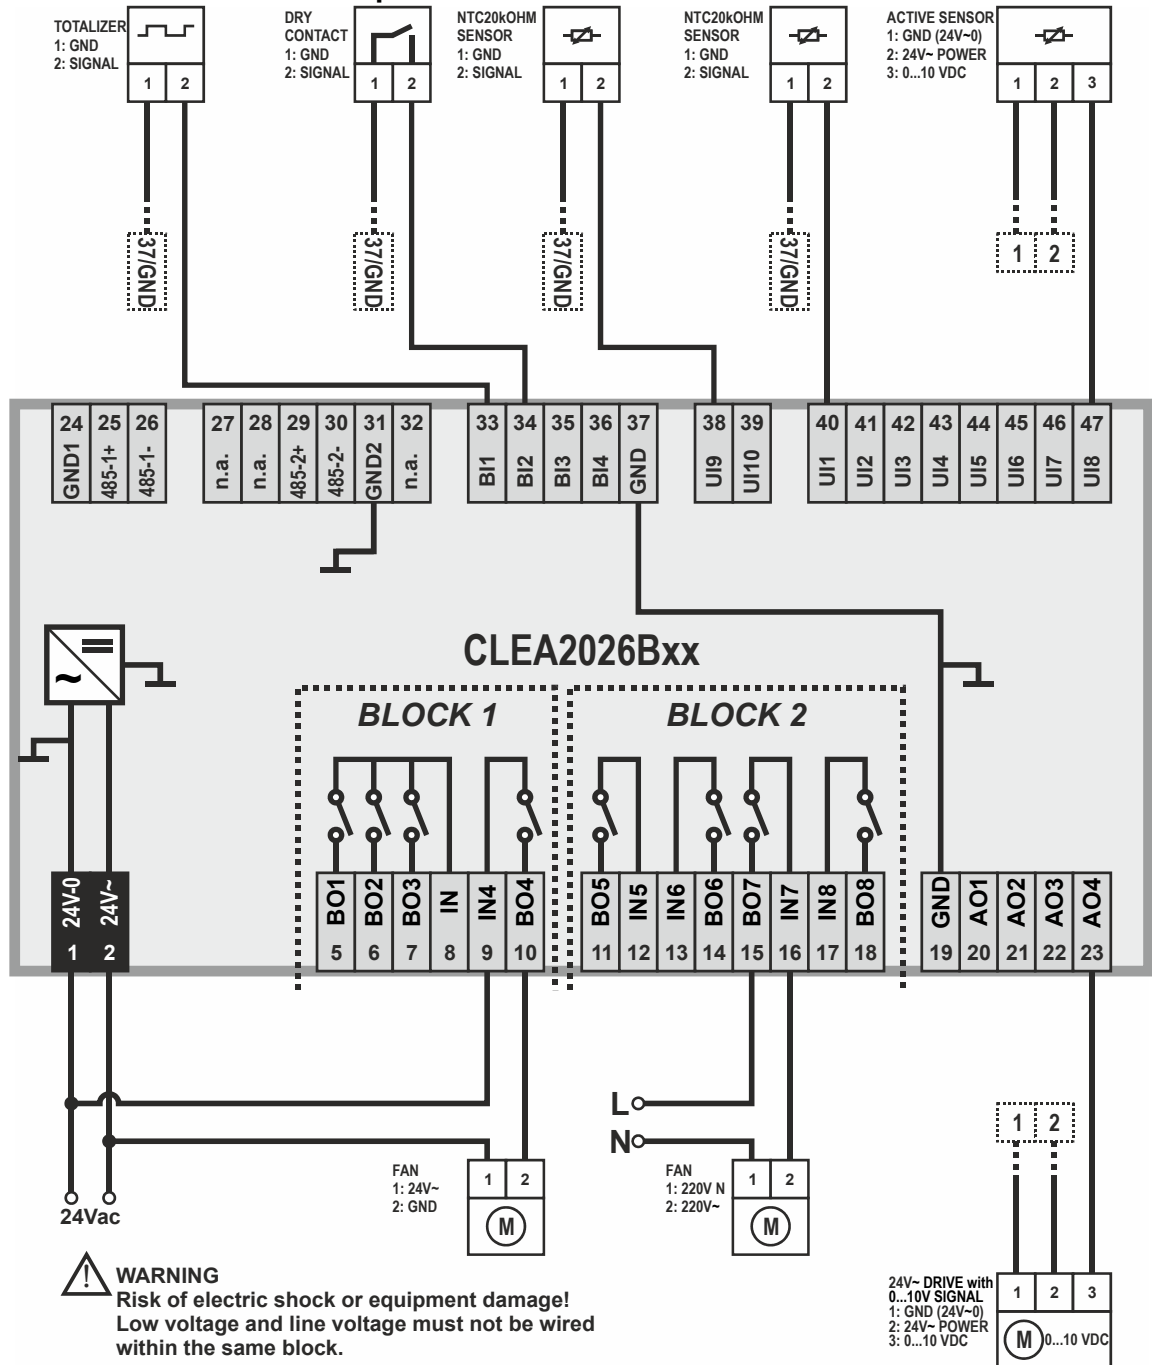 TOTALIZER
1: GND
2: SIGNAL
1 2
DRY
CONTACT
1: GND
2: SIGNAL
1 2
NTC20kOHM
SENSOR
1: GND
2: SIGNAL
1 2
NTC20kOHM
SENSOR
1: GND
2: SIGNAL
1 2
ACTIVE SENSOR
1: GND (24V~0)
2: 24V~ POWER
3: 0...10 VDC
1 2 3
37/GND
37/GND
37/GND
37/GND
1 2
24 25 26
GND1 485-1+ 485-1-
27 28 29 30 31 32
n.a. n.a. 485-2+ 485-2- GND2 n.a.
33 34 35 36 37
BI1 BI2 BI3 BI4 GND
38 39
UI9 UI10
40 41 42 43 44 45 46 47
UI1 UI2 UI3 UI4 UI5 UI6 UI7 UI8
CLEA2026Bxx
~
BLOCK 1
BLOCK 2
24V-0 24V~
1 2
BO1 BO2 BO3 IN IN4 BO4
5 6 7 8 9 10
BO5 IN5 IN6 BO6 BO7 IN7 IN8 BO8
11 12 13 14 15 16 17 18
GND AO1 AO2 AO3 AO4
19 20 21 22 23
L
N
1 2
24Vac
FAN
1: 24V~
2: GND
1 2
M
FAN
1: 220V N
2: 220V~
1 2
M
24V~ DRIVE with
0...10V SIGNAL
1: GND (24V~0)
2: 24V~ POWER
3: 0...10 VDC
1 2 3
M 0...10 VDC
! WARNING
Risk of electric shock or equipment damage!
Low voltage and line voltage must not be wired
within the same block.